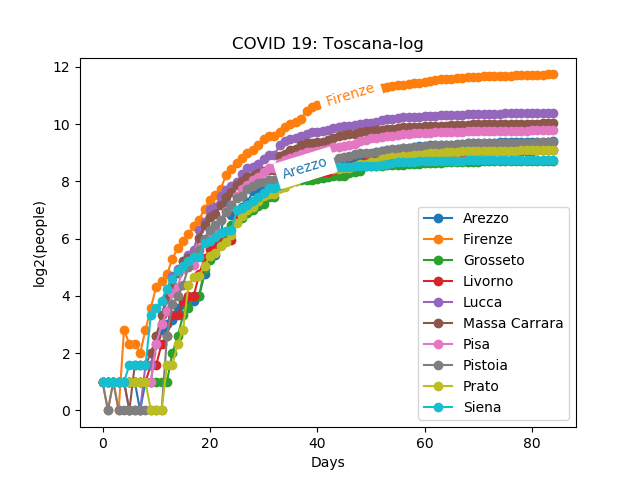 COVID 19: Toscana-log
12
10
8
6
4
2
0
log2(people)
Firenze
Arezzo
Arezzo
Firenze
Grosseto
Livorno
Lucca
Massa Carrara
Pisa
Pistoia
Prato
Siena
0 20 40 60 80
Days